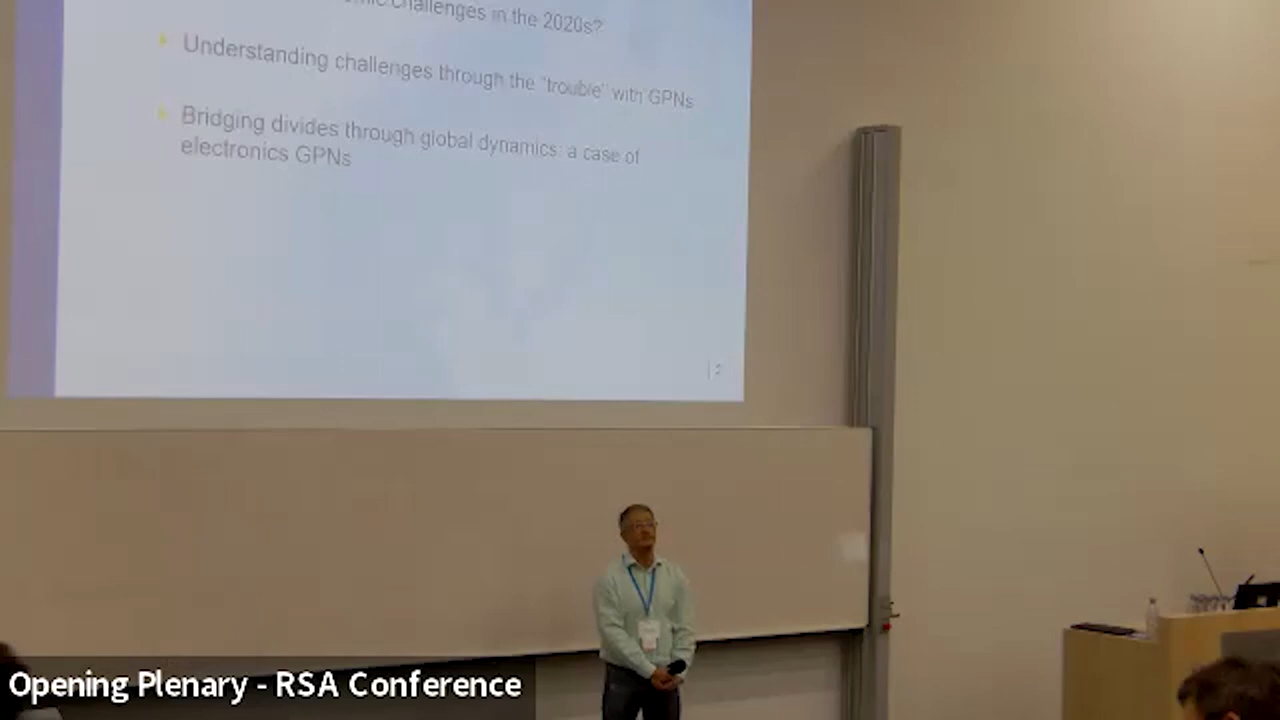 challenges in the 2020s?
Understanding challenges through the "trouble" with GPNs
Bridging divides through global dynamics: a case of
electronics GPNs
| 2
Opening Plenary - RSA Conference